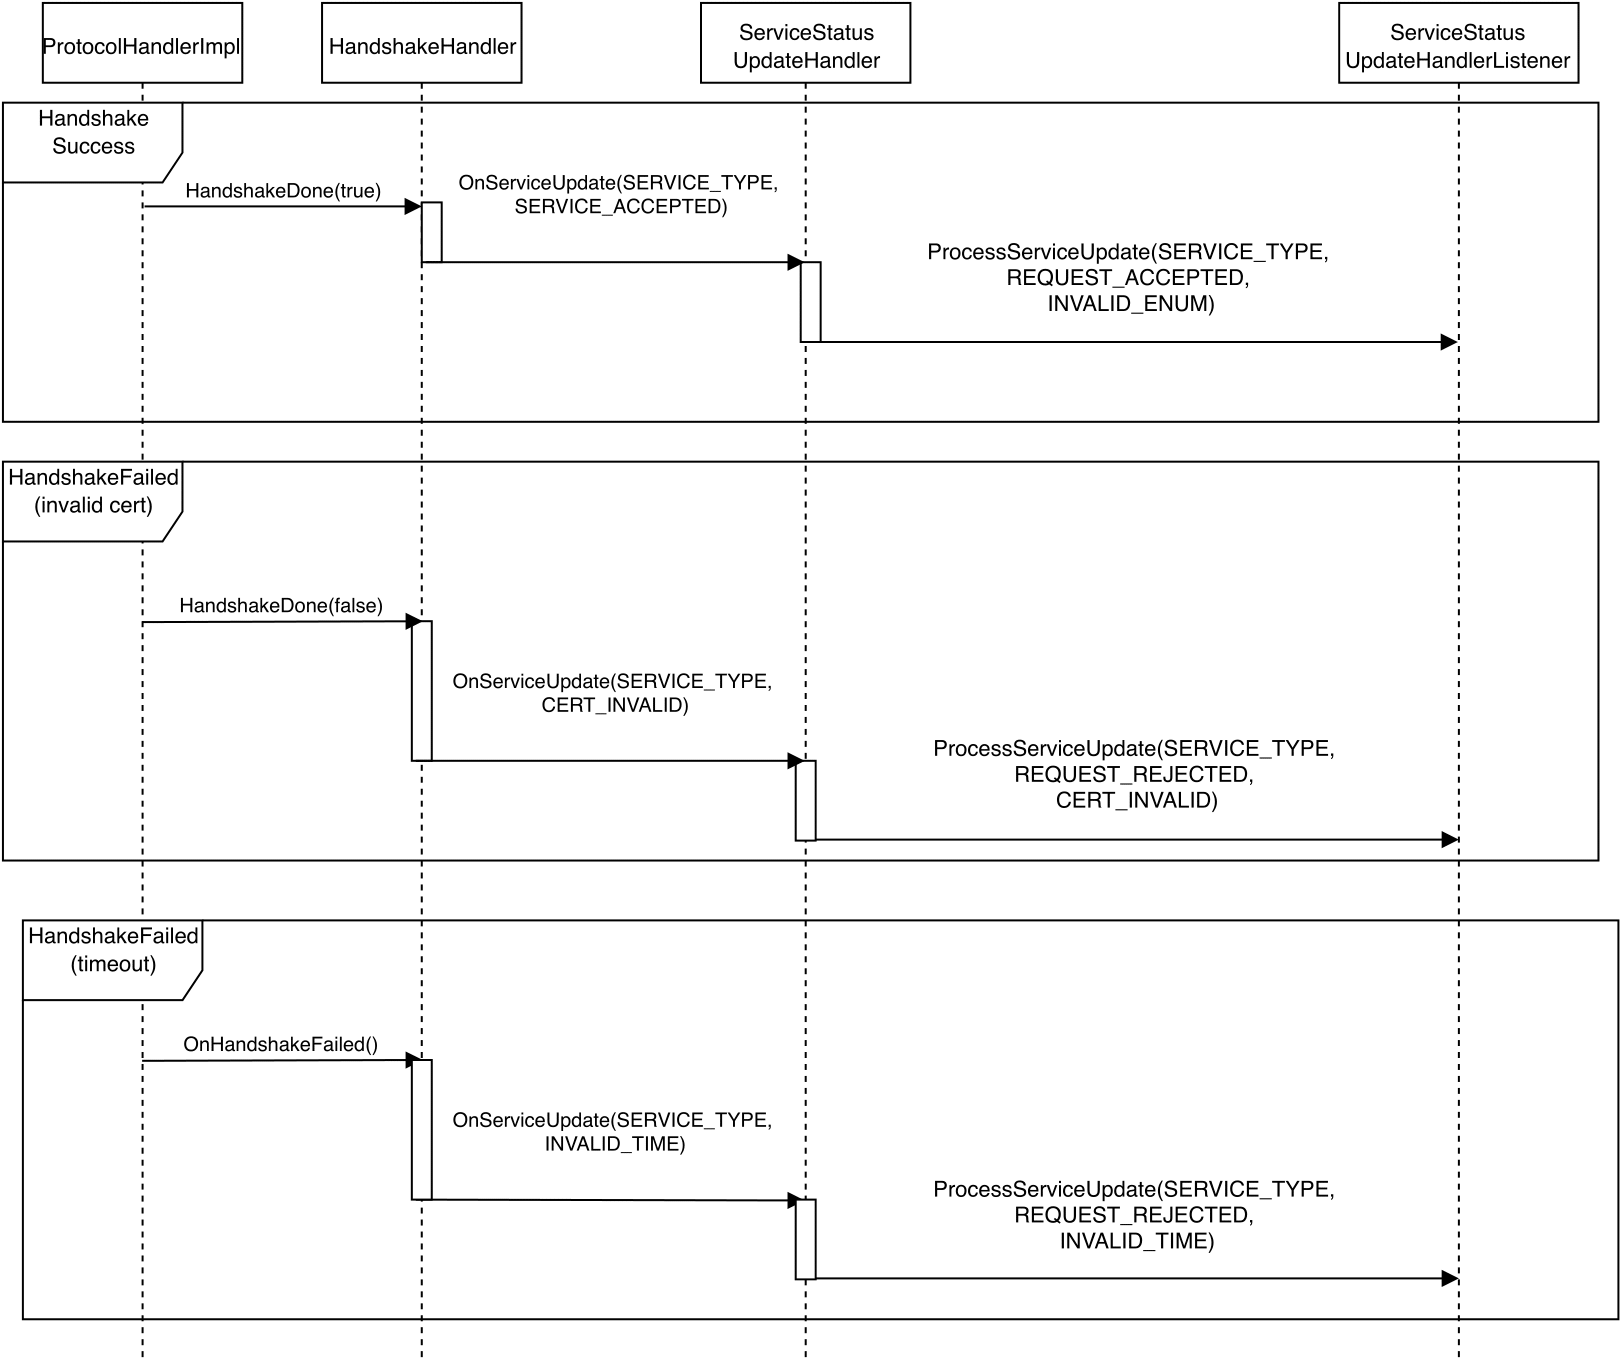 ProtocolHandlerImpl
HandshakeHandler
ServiceStatus
UpdateHandler
ServiceStatus
UpdateHandlerListener
Handshake
Success
HandshakeDone(true)
OnServiceUpdate(SERVICE_TYPE,
SERVICE_ACCEPTED)
ProcessServiceUpdate(SERVICE_TYPE,
REQUEST_ACCEPTED,
INVALID_ENUM)
HandshakeFailed
(invalid cert)
HandshakeDone(false)
OnServiceUpdate(SERVICE_TYPE,
CERT_INVALID)
ProcessServiceUpdate(SERVICE_TYPE,
REQUEST_REJECTED,
CERT_INVALID)
HandshakeFailed
(timeout)
OnHandshakeFailed()
OnServiceUpdate(SERVICE_TYPE,
INVALID_TIME)
ProcessServiceUpdate(SERVICE_TYPE,
REQUEST_REJECTED,
INVALID_TIME)